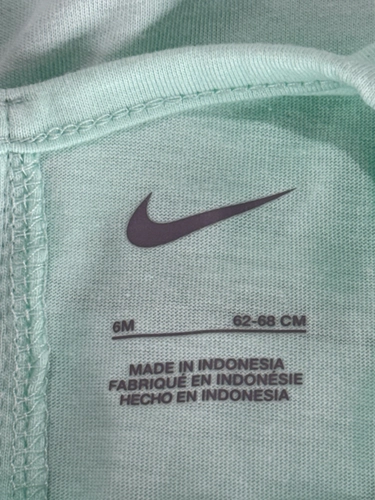 6M 62-68 CM
MADE IN INDONESIA
FABRIQUÉ EN INDONÉSIE
HECHO EN INDONESIA